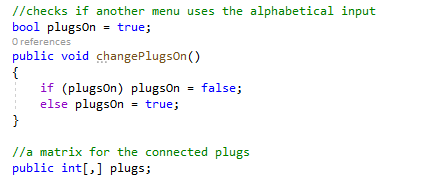 //checks if another menu uses the alphabetical input
bool plugsOn = true;
0 references
public void changePlugsOn()
{
if (plugsOn) plugsOn = false;
else plugsOn = true;
}
//a matrix for the connected plugs
public int[,] plugs;